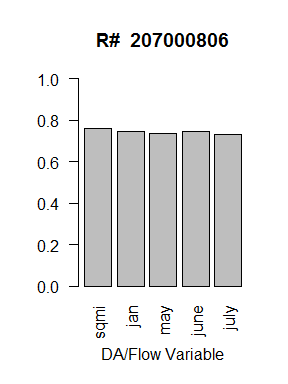 R#  207000806
1.0
0.8
0.6
0.4
0.2
0.0
sqmi
jan
may
june
july
DA/Flow Variable